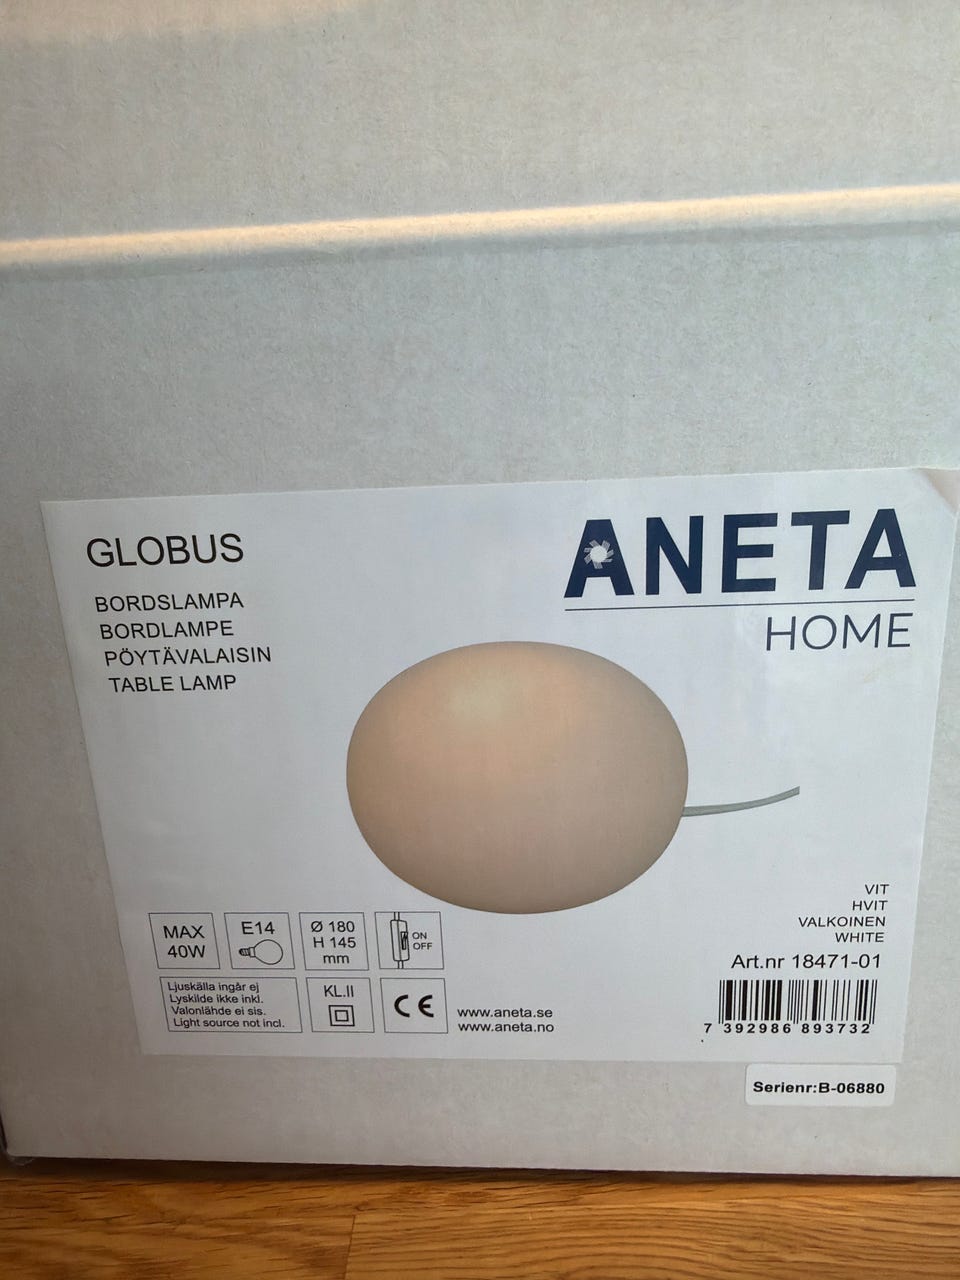 GLOBUS
BORDSLAMPA
BORDLAMPE
PÖYTÄVALAISIN
TABLE LAMP
ANETA
HOME
MAX
40W
E14
Ø 180
H 145
mm
ON
OFF
Ljuskälla ingår ej
Lyskilde ikke inkl.
Valonlähde ei sis.
Light source not incl.
KL.II
CE
www.aneta.se
www.aneta.no
VIT
HVIT
VALKOINEN
WHITE
Art.nr 18471-01
7 392986 893732
Serienr:B-06880